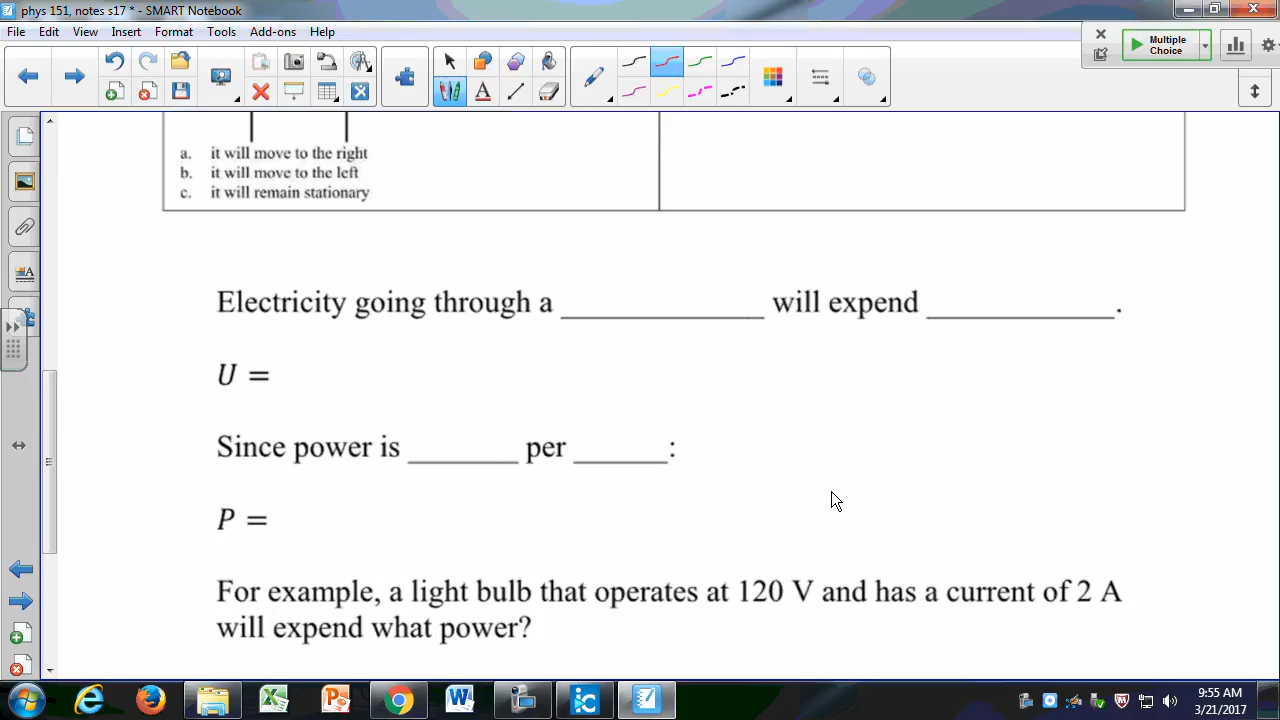 phys 151, notes s17 * - SMART Notebook
File Edit View Insert Format Tools Add-ons Help
Multiple
Choice
a. it will move to the right
b. it will move to the left
c. it will remain stationary
Electricity going through a _____________ will expend ____________.
U =
Since power is _______ per ______:
P =
For example, a light bulb that operates at 120 V and has a current of 2 A
will expend what power?
9:55 AM
3/21/2017